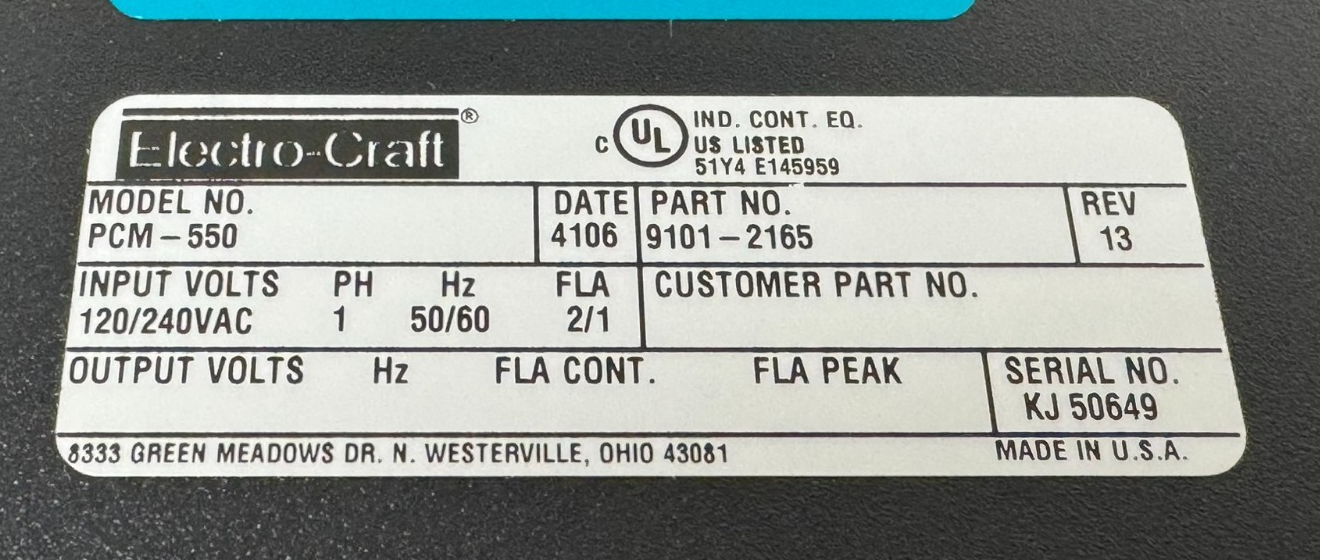 Electro-Craft®
C UL® IND. CONT. EQ.
US LISTED
51Y4 E145959
MODEL NO. DATE PART NO. REV
PCM-550 4106 9101-2165 13
INPUT VOLTS PH Hz FLA CUSTOMER PART NO.
120/240VAC 1 50/60 2/1
OUTPUT VOLTS Hz FLA CONT. FLA PEAK SERIAL NO.
KJ 50649
8333 GREEN MEADOWS DR. N. WESTERVILLE, OHIO 43081 MADE IN U.S.A.